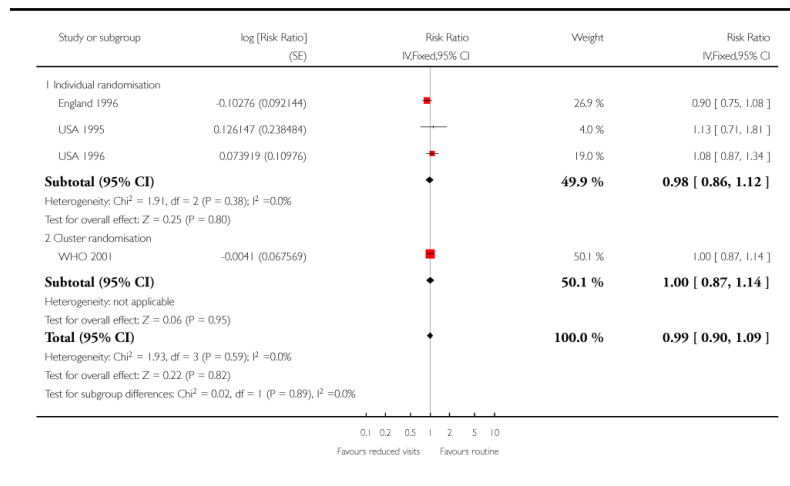 Study or subgroup log [Risk Ratio] Risk Ratio Weight Risk Ratio
(SE) IV,Fixed,95% CI IV,Fixed,95% CI
1 Individual randomisation
England 1996 -0.10276 (0.092144) 26.9 % 0.90 [ 0.75, 1.08 ]
USA 1995 0.126147 (0.238484) 4.0 % 1.13 [ 0.71, 1.81 ]
USA 1996 0.073919 (0.10976) 19.0 % 1.08 [ 0.87, 1.34 ]
Subtotal (95% CI) 49.9 % 0.98 [ 0.86, 1.12 ]
Heterogeneity: Chi² = 1.91, df = 2 (P = 0.38); I² =0.0%
Test for overall effect: Z = 0.25 (P = 0.80)
2 Cluster randomisation
WHO 2001 -0.0041 (0.067569) 50.1 % 1.00 [ 0.87, 1.14 ]
Subtotal (95% CI) 50.1 % 1.00 [ 0.87, 1.14 ]
Heterogeneity: not applicable
Test for overall effect: Z = 0.06 (P = 0.95)
Total (95% CI) 100.0 % 0.99 [ 0.90, 1.09 ]
Heterogeneity: Chi² = 1.93, df = 3 (P = 0.59); I² =0.0%
Test for overall effect: Z = 0.22 (P = 0.82)
Test for subgroup differences: Chi² = 0.02, df = 1 (P = 0.89), I² =0.0%
0.1 0.2 0.5 1 2 5 10
Favours reduced visits Favours routine